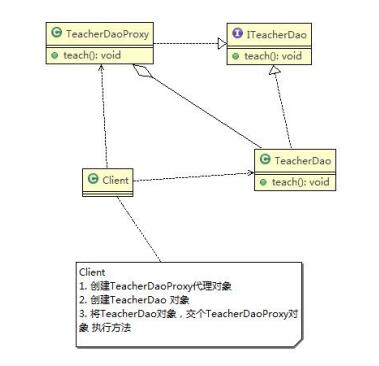 C TeacherDaoProxy
teach(): void
I ITeacherDao
teach(): void
C Client
C TeacherDao
teach(): void
Client
1. 创建TeacherDaoProxy代理对象
2. 创建TeacherDao 对象
3. 将TeacherDao对象，交个TeacherDaoProxy对
象 执行方法